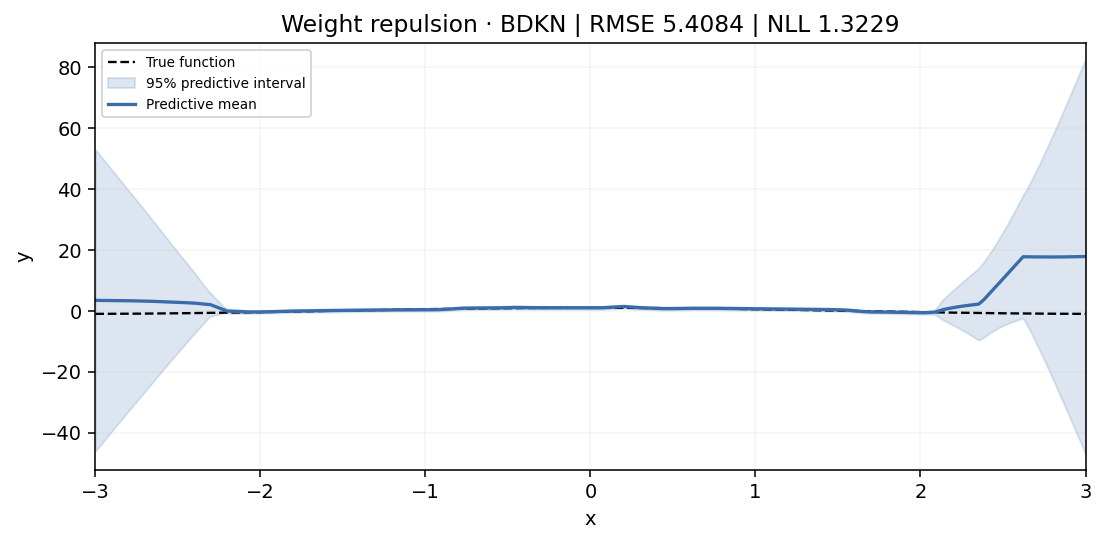 Weight repulsion · BDKN | RMSE 5.4084 | NLL 1.3229
True function
95% predictive interval
Predictive mean
80
60
40
20
0
−20
−40
y
−3
−2
−1
0
1
2
3
x